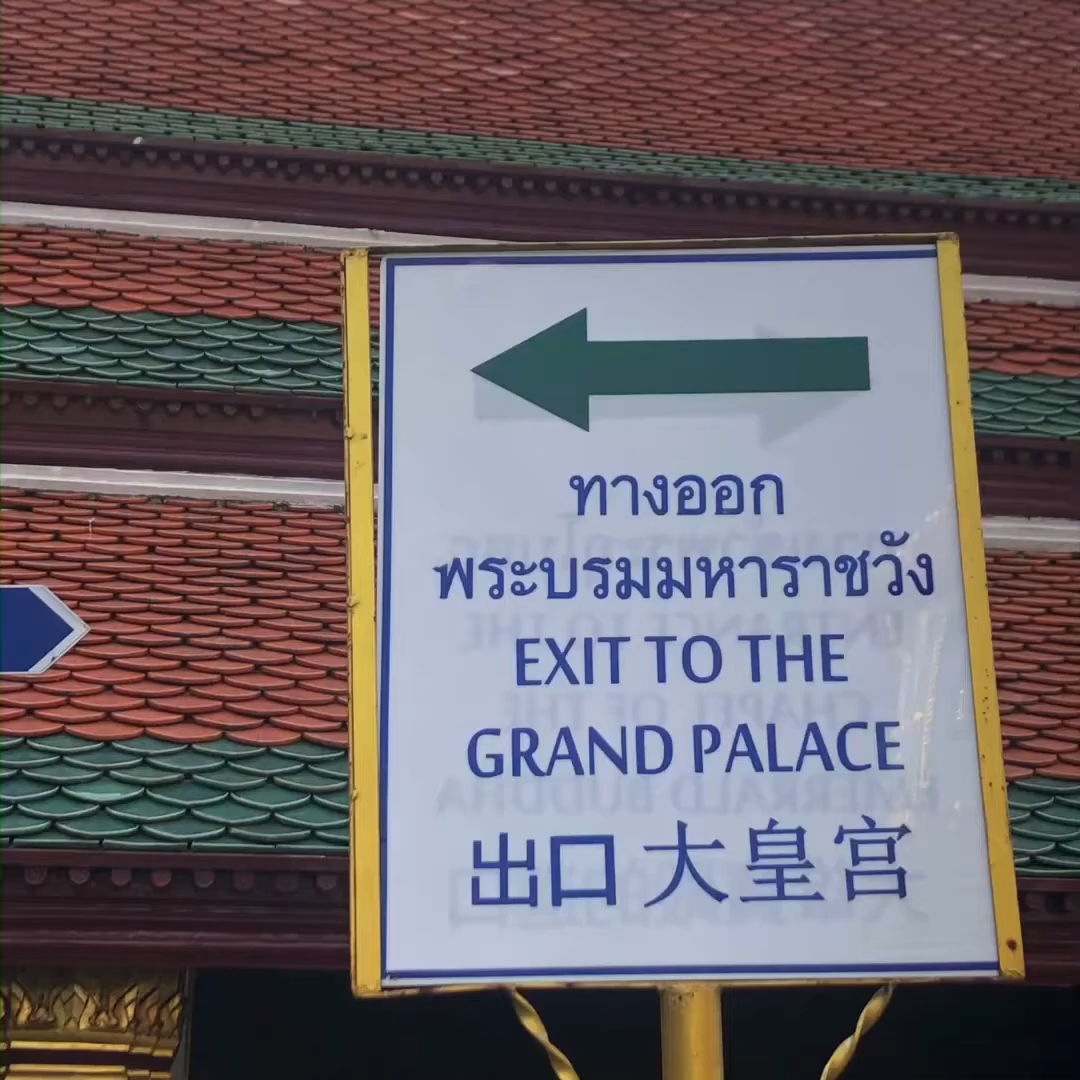 ทางออก
พระบรมมหาราชวัง
EXIT TO THE
GRAND PALACE
出口 大皇宫